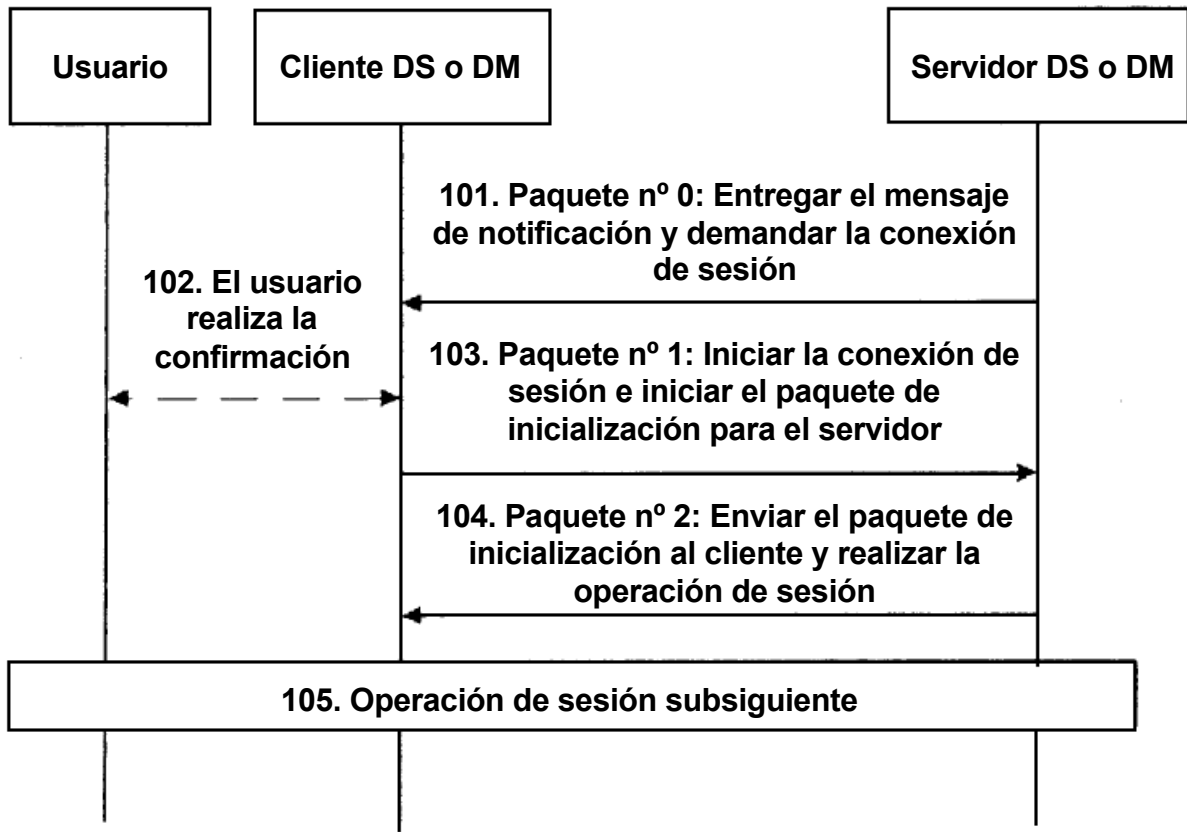 Usuario
Cliente DS o DM
Servidor DS o DM
101. Paquete nº 0: Entregar el mensaje
de notificación y demandar la conexión
de sesión
102. El usuario
realiza la
confirmación
103. Paquete nº 1: Iniciar la conexión de
sesión e iniciar el paquete de
inicialización para el servidor
104. Paquete nº 2: Enviar el paquete de
inicialización al cliente y realizar la
operación de sesión
105. Operación de sesión subsiguiente